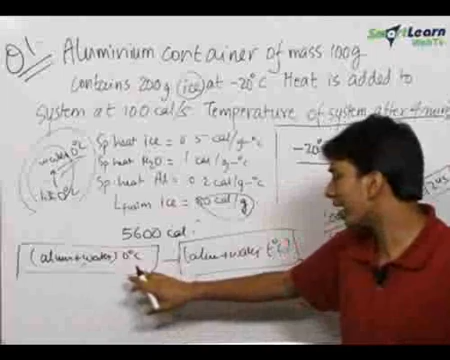 SmartLearn
WebTv
Q1 Aluminium container of mass 100g
contains 200g (ice) at -20°C Heat is added to
system at 100 cal/s. Temperature of system after 4 min
Sp heat ice = 0.5 cal/g-°C
Sp. heat H2O = 1 cal/g-°C
Sp. heat Al = 0.2 cal/g-°C
Lfusion ice = 80 cal/g
-20°
5600 cal
(alum+water) 0°C
(alum+water t°C)